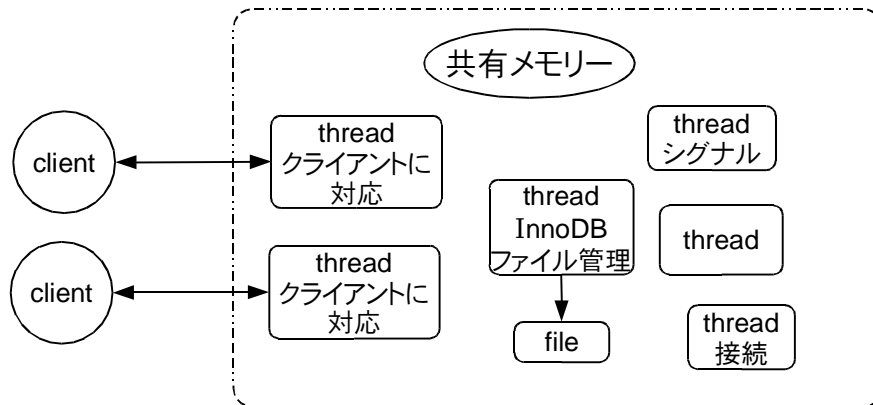 共有メモリー
client
thread
クライアントに
対応
thread
シグナル
thread
InnoDB
ファイル管理
thread
client
thread
クライアントに
対応
file
thread
接続